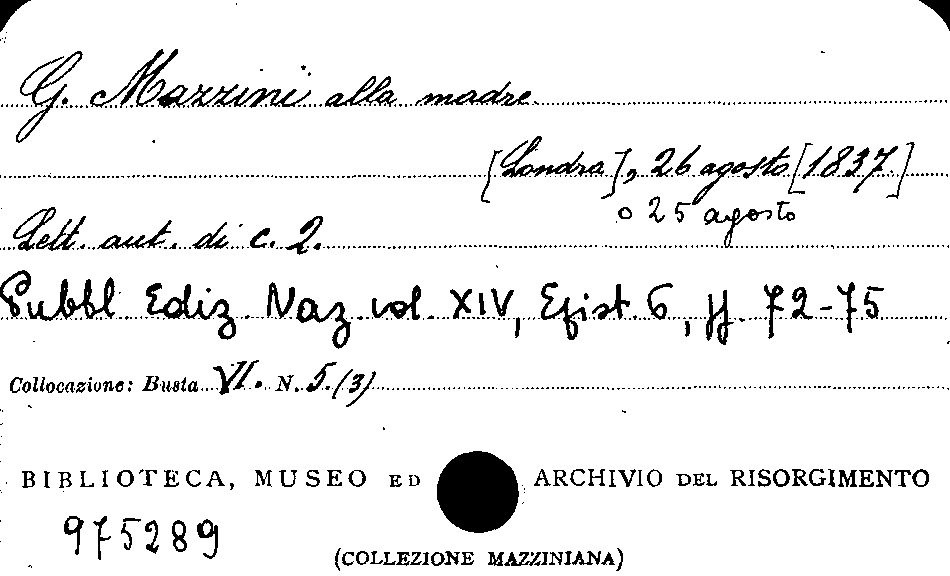 G. Mazzini alla madre
[Londra], 26 agosto [1837.]
o 25 agosto
Lett. aut. di c. 2.
Pubbl. Ediz. Naz. vol. XIV, Epist. 6, pp. 72-75
Collocazione: Busta VI. N. 5.(3)
BIBLIOTECA, MUSEO ED ARCHIVIO DEL RISORGIMENTO
975289
(COLLEZIONE MAZZINIANA)